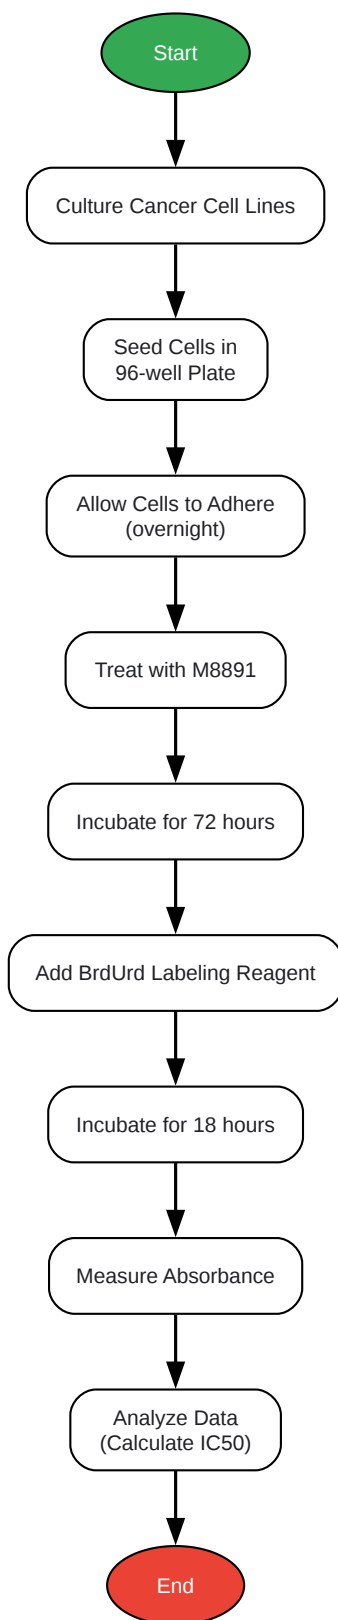 Start
Culture Cancer Cell Lines
Seed Cells in
96-well Plate
Allow Cells to Adhere
(overnight)
Treat with M8891
Incubate for 72 hours
Add BrdUrd Labeling Reagent
Incubate for 18 hours
Measure Absorbance
Analyze Data
(Calculate IC50)
End